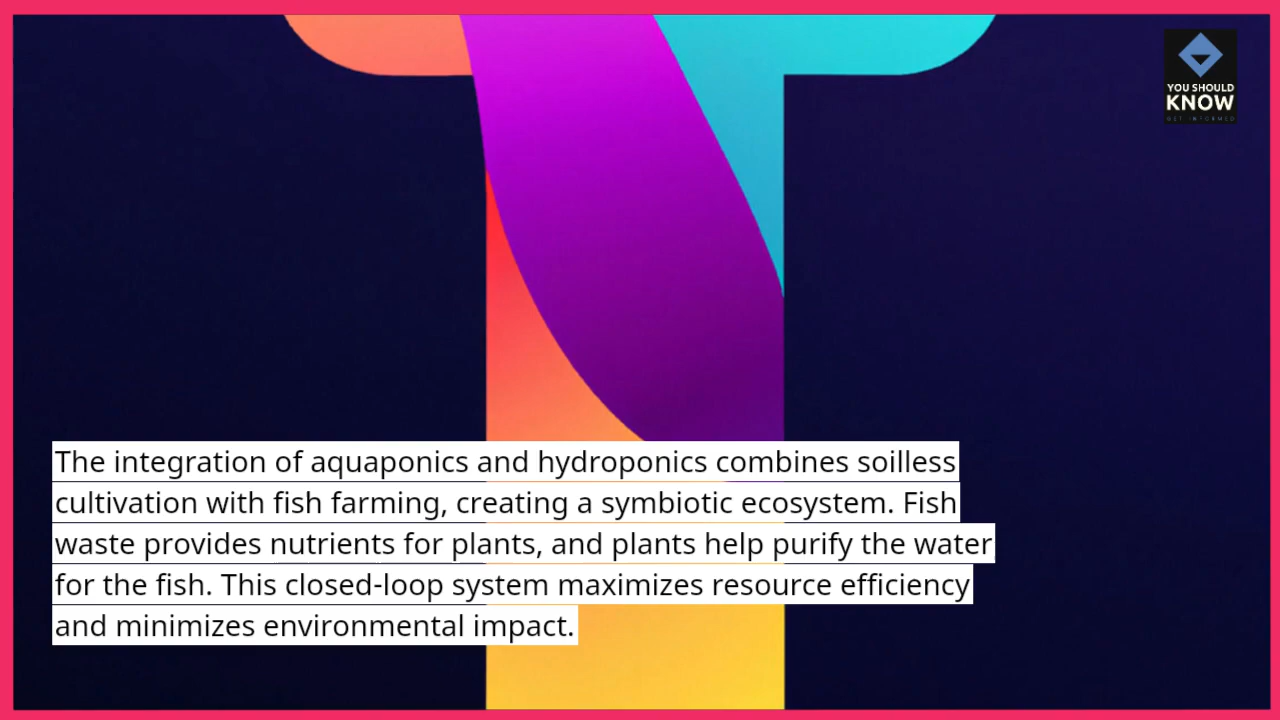 YOU SHOULD
KNOW
GET INFORMED
The integration of aquaponics and hydroponics combines soilless
cultivation with fish farming, creating a symbiotic ecosystem. Fish
waste provides nutrients for plants, and plants help purify the water
for the fish. This closed-loop system maximizes resource efficiency
and minimizes environmental impact.